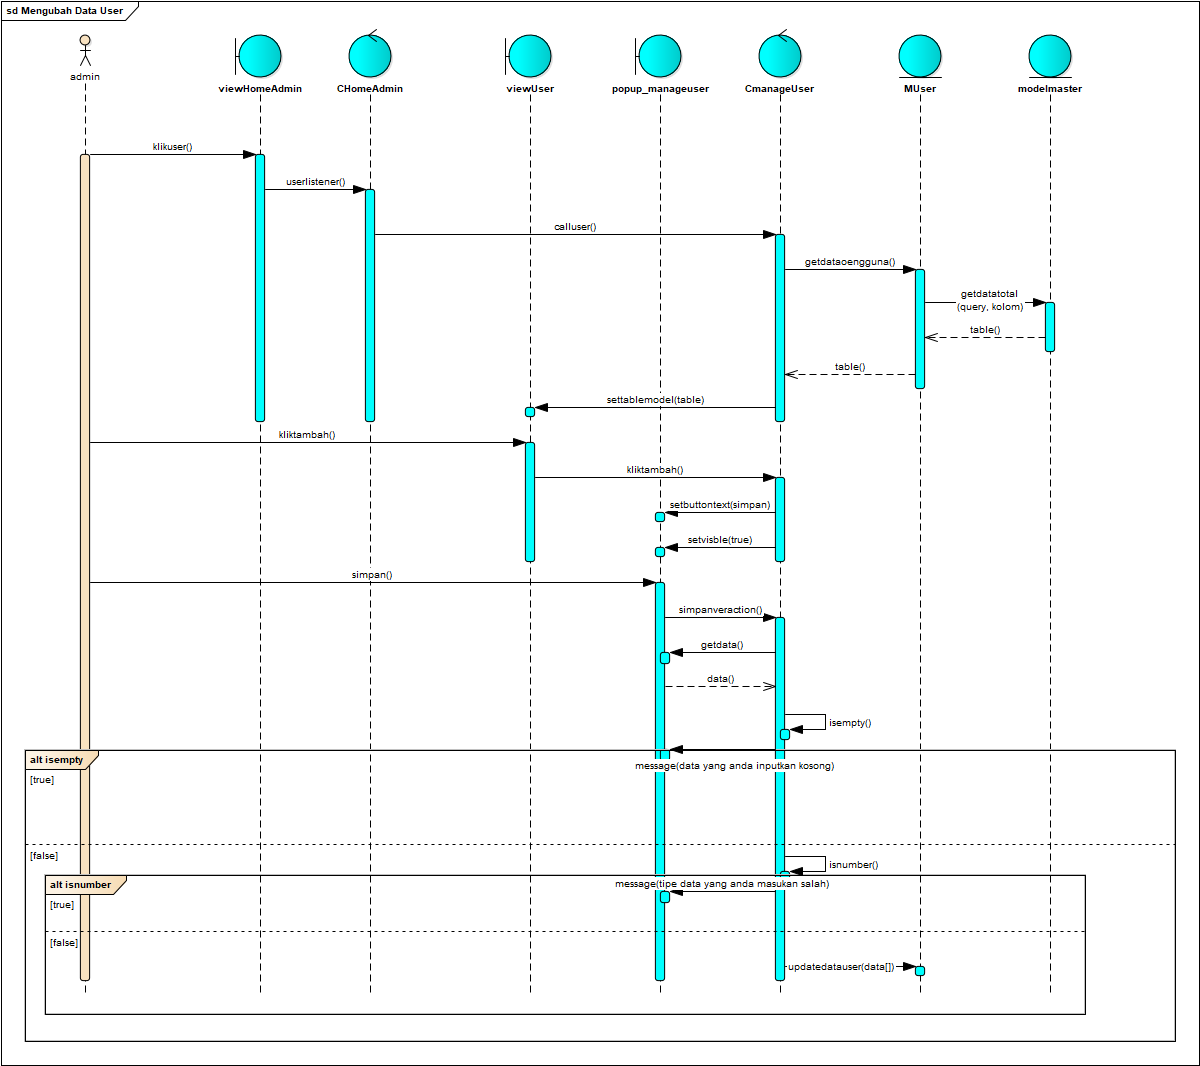 sd Mengubah Data User
admin
viewHomeAdmin
CHomeAdmin
viewUser
popup_manageuser
CmanageUser
MUser
modelmaster
klikuser()
userlistener()
calluser()
getdataoengguna()
getdatatotal
(query, kolom)
table()
table()
settablemodel(table)
kliktambah()
kliktambah()
setbuttontext(simpan)
setvisble(true)
simpan()
simpanveraction()
getdata()
data()
isempty()
alt isempty
message(data yang anda inputkan kosong)
[true]
[false]
isnumber()
alt isnumber
message(tipe data yang anda masukan salah)
[true]
[false]
updatedatauser(data[])